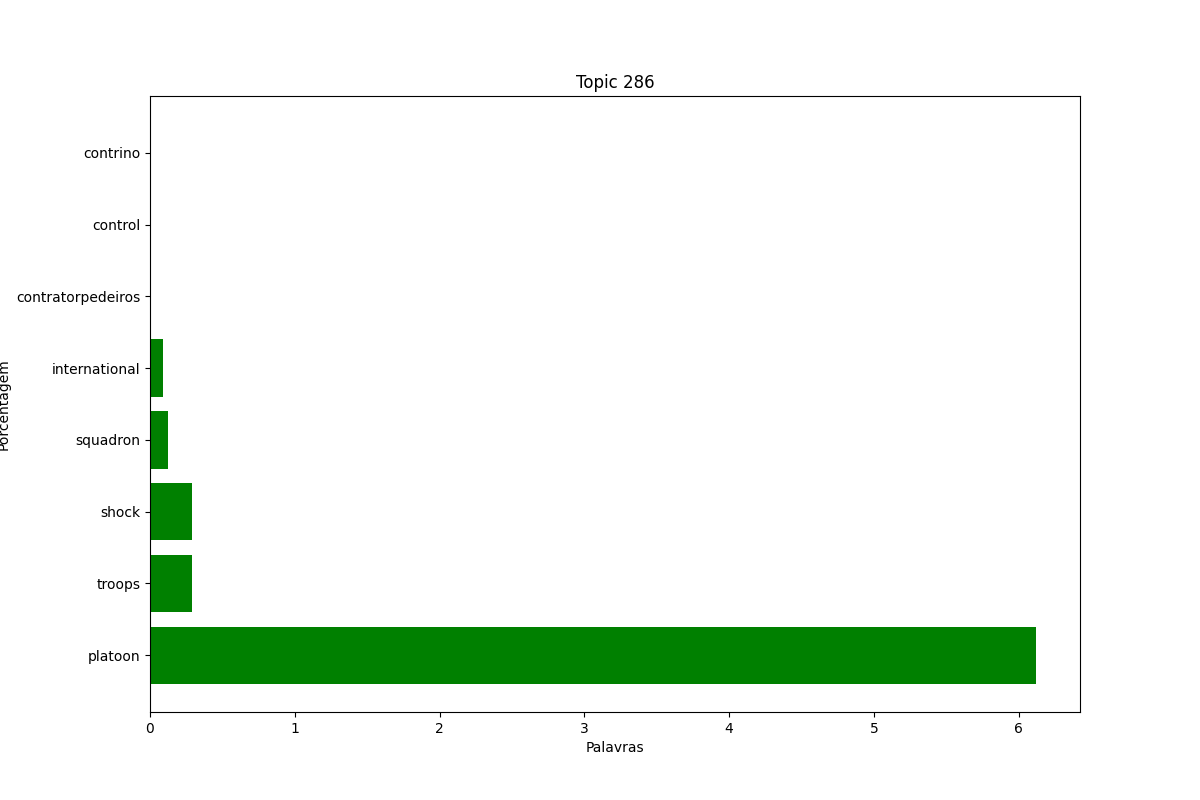 Topic 286
contrino
control
contratorpedeiros
international
squadron
shock
troops
platoon
Porcentagem
0 1 2 3 4 5 6
Palavras